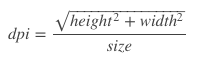 dpi = √(height² + width²) / size